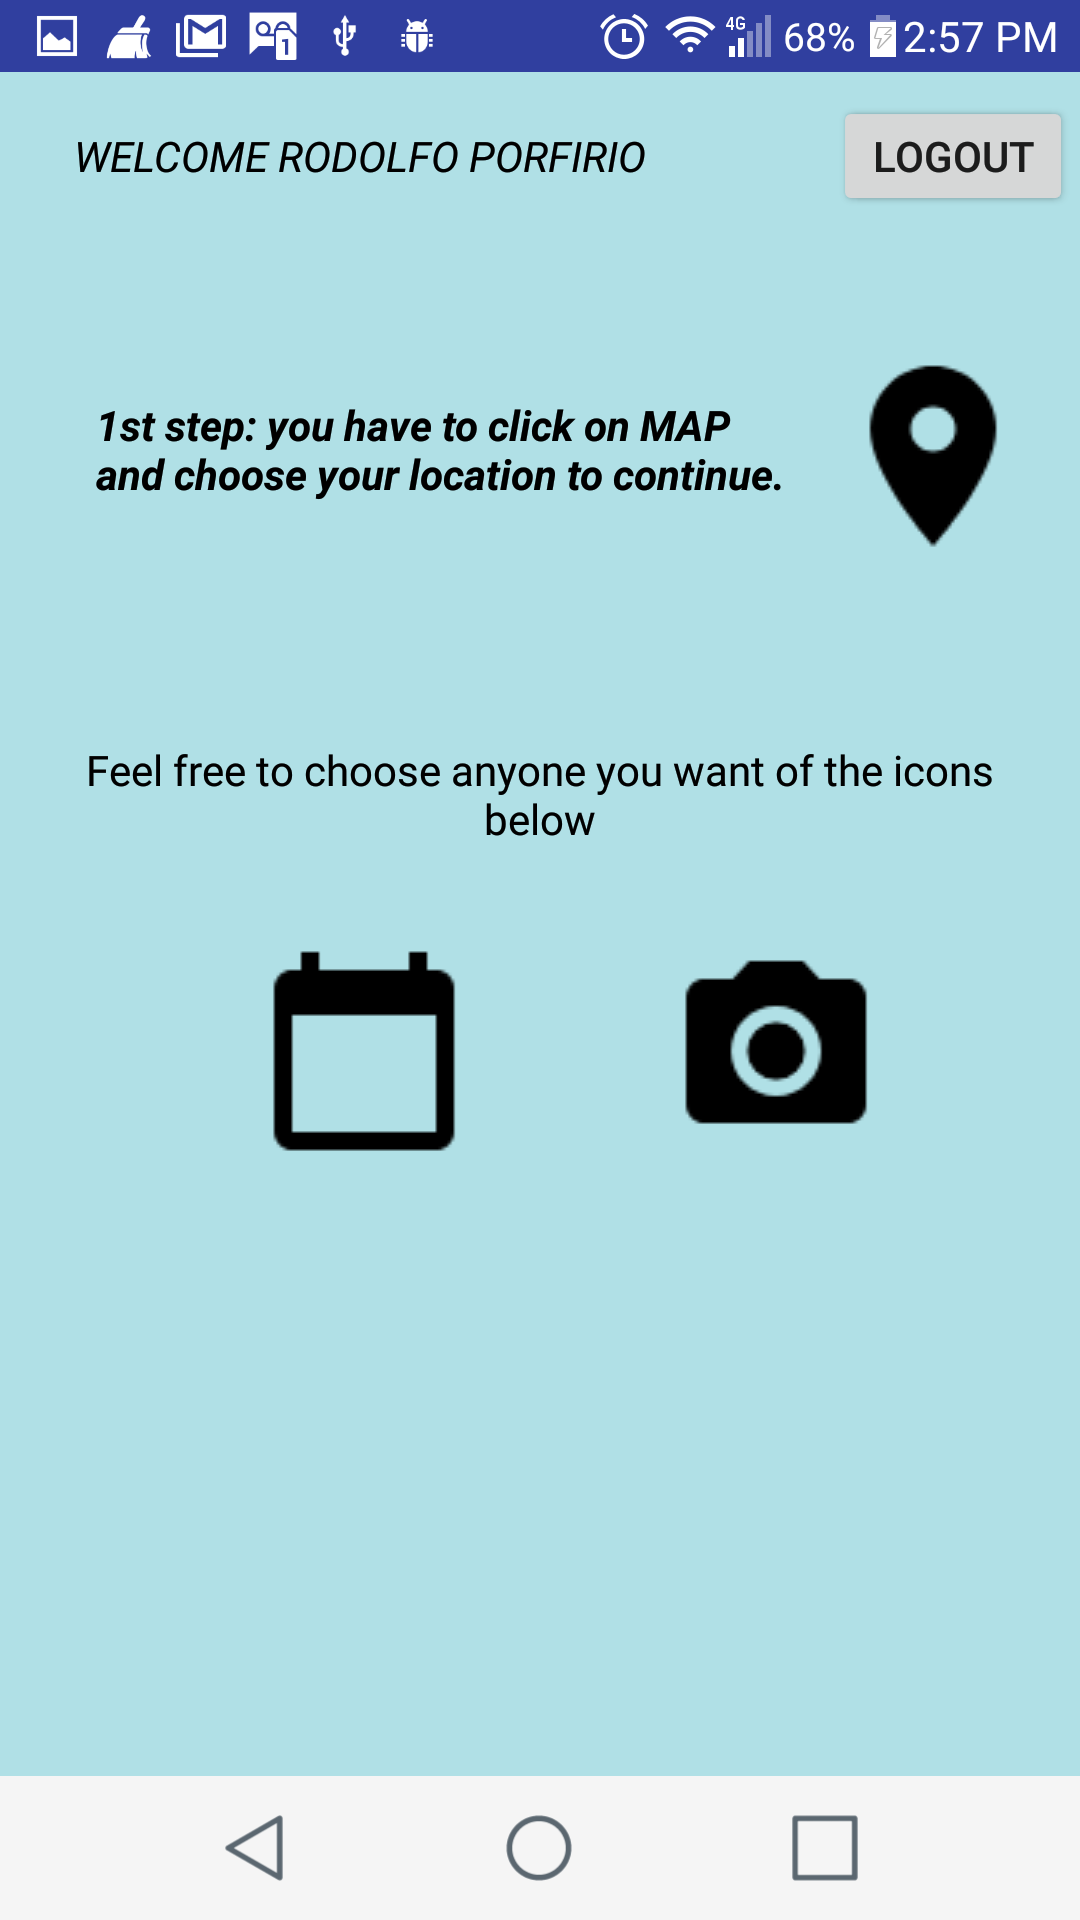 1 4G 68% 2:57 PM
WELCOME RODOLFO PORFIRIO LOGOUT
1st step: you have to click on MAP
and choose your location to continue.
Feel free to choose anyone you want of the icons
below